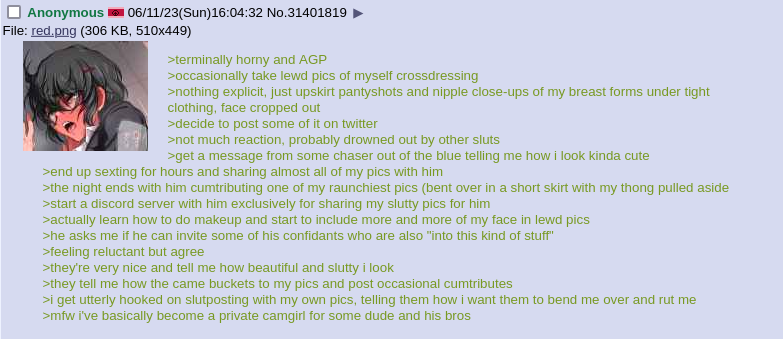 Anonymous 06/11/23(Sun)16:04:32 No.31401819 ▶
File: red.png (306 KB, 510x449)
>terminally horny and AGP
>occasionally take lewd pics of myself crossdressing
>nothing explicit, just upskirt pantyshots and nipple close-ups of my breast forms under tight
clothing, face cropped out
>decide to post some of it on twitter
>not much reaction, probably drowned out by other sluts
>get a message from some chaser out of the blue telling me how i look kinda cute
>end up sexting for hours and sharing almost all of my pics with him
>the night ends with him cumtributing one of my raunchiest pics (bent over in a short skirt with my thong pulled aside
>start a discord server with him exclusively for sharing my slutty pics for him
>actually learn how to do makeup and start to include more and more of my face in lewd pics
>he asks me if he can invite some of his confidants who are also "into this kind of stuff"
>feeling reluctant but agree
>they're very nice and tell me how beautiful and slutty i look
>they tell me how the came buckets to my pics and post occasional cumtributes
>i get utterly hooked on slutposting with my own pics, telling them how i want them to bend me over and rut me
>mfw i've basically become a private camgirl for some dude and his bros